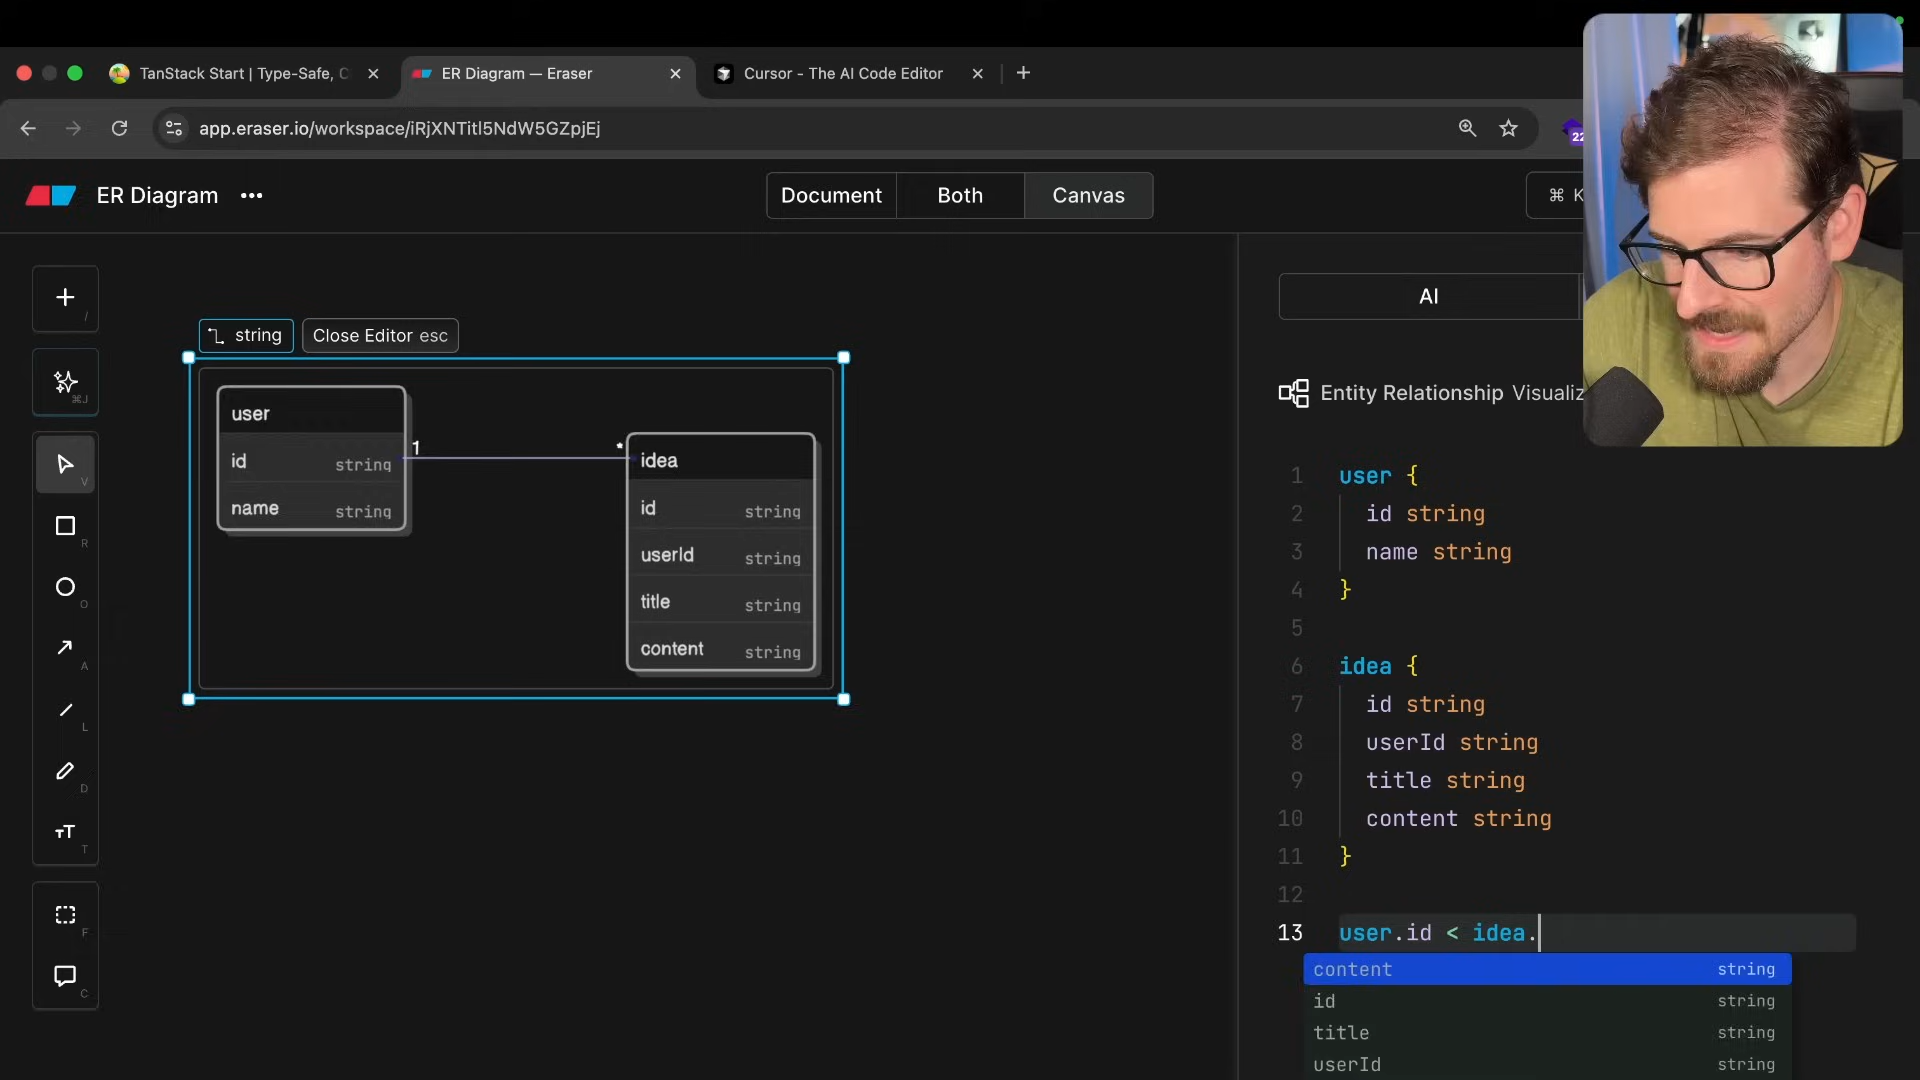 TanStack Start | Type-Safe, C
ER Diagram — Eraser
Cursor - The AI Code Editor
app.eraser.io/workspace/iRjXNTitl5NdW5GZpjEj
22
ER Diagram
Document
Both
Canvas
⌘ K
/
⌘J
V
R
O
A
L
D
T
F
C
string
Close Editor esc
user
id string
name string
1
*
idea
id string
userId string
title string
content string
AI
Entity Relationship Visualiz
1 user {
2 id string
3 name string
4 }
5
6 idea {
7 id string
8 userId string
9 title string
10 content string
11 }
12
13 user.id < idea.
content string
id string
title string
userId string